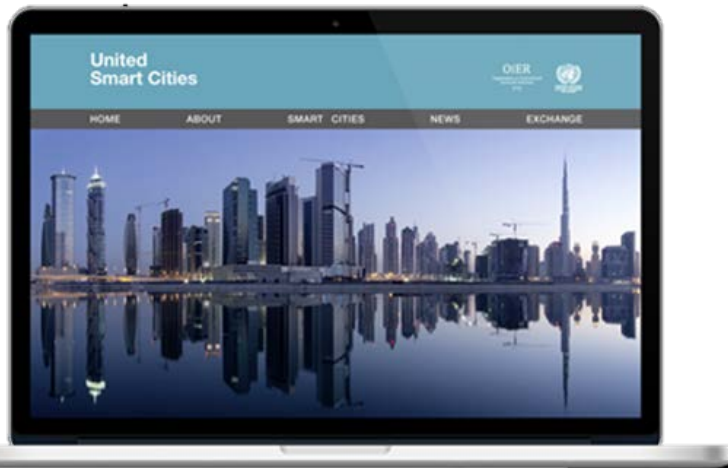 United
Smart Cities
OiER
HOME ABOUT SMART CITIES NEWS EXCHANGE